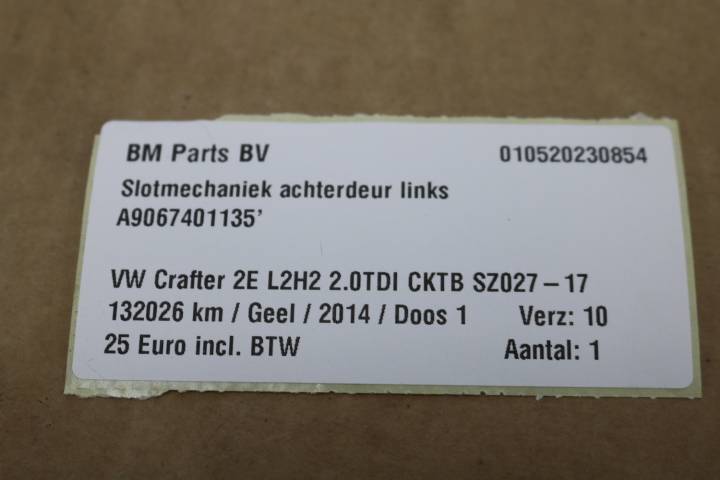 BM Parts BV 010520230854
Slotmechaniek achterdeur links
A9067401135'
VW Crafter 2E L2H2 2.0TDI CKTB SZ027 – 17
132026 km / Geel / 2014 / Doos 1 Verz: 10
25 Euro incl. BTW Aantal: 1